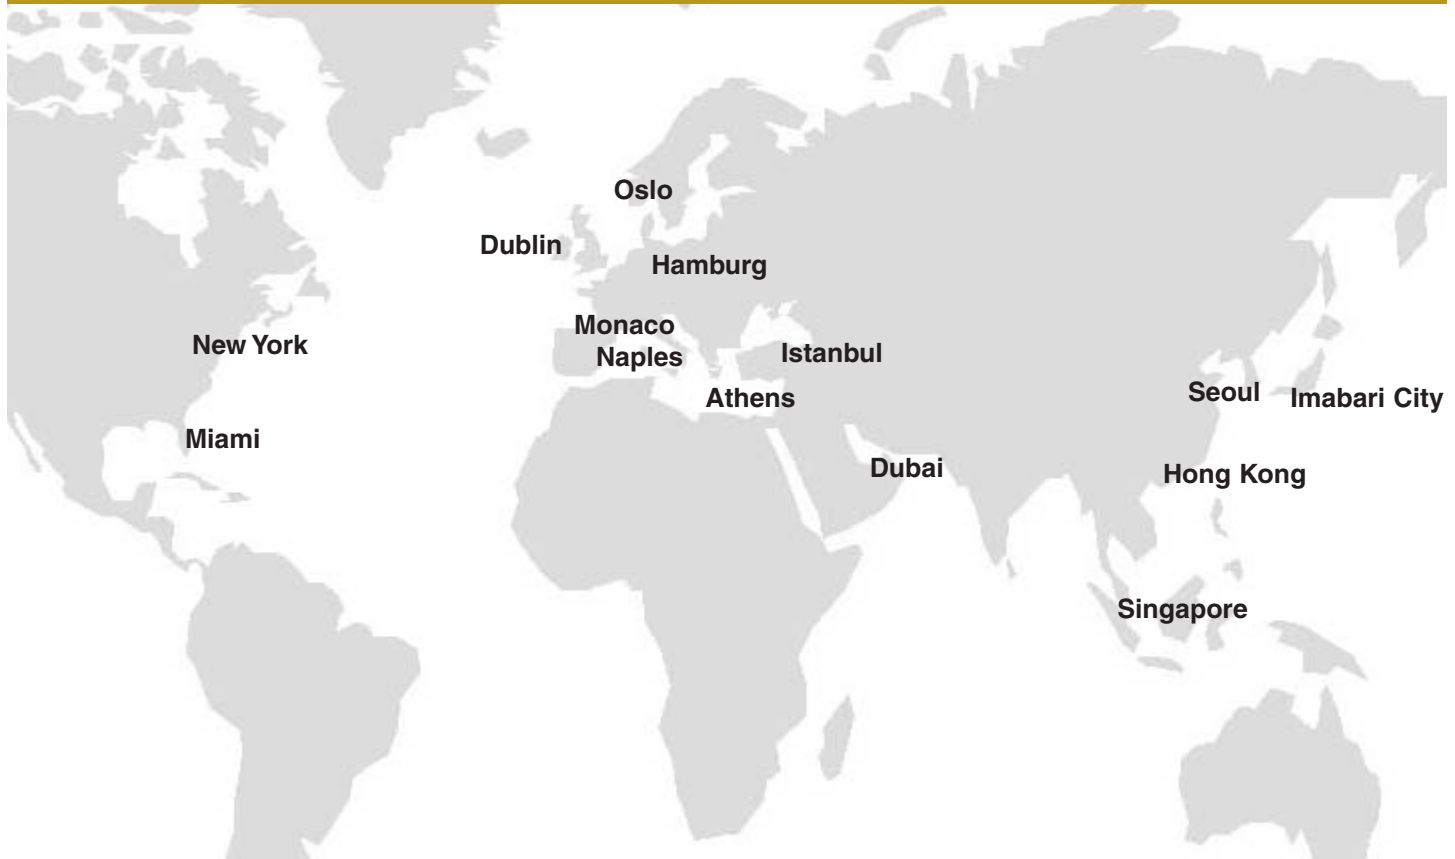 Oslo
Dublin
Hamburg
Monaco
New York
Istanbul
Naples
Seoul
Imabari City
Athens
Miami
Dubai
Hong Kong
Singapore